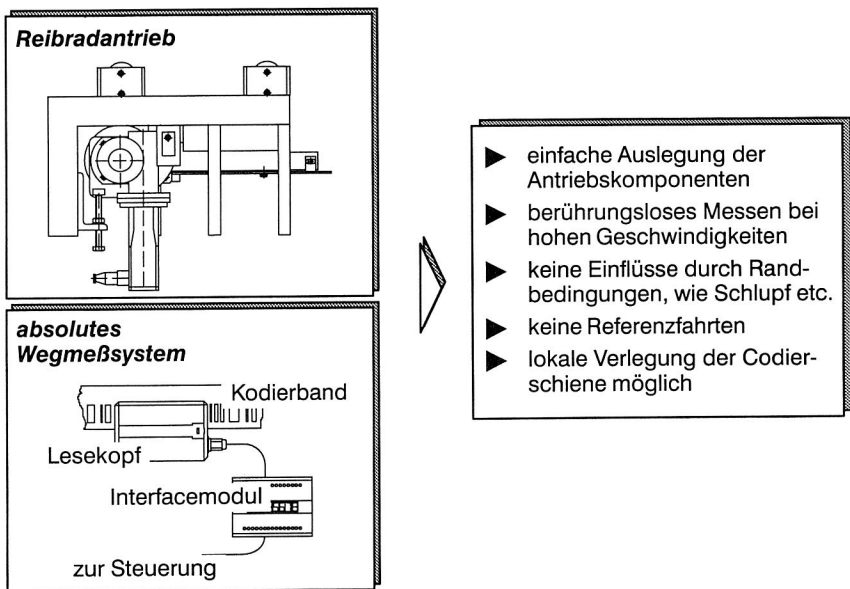 Reibradantrieb
absolutes
Wegmeßsystem
Kodierband
Lesekopf
Interfacemodul
zur Steuerung
▶ einfache Auslegung der
Antriebskomponenten
▶ berührungsloses Messen bei
hohen Geschwindigkeiten
▶ keine Einflüsse durch Rand-
bedingungen, wie Schlupf etc.
▶ keine Referenzfahrten
▶ lokale Verlegung der Codier-
schiene möglich